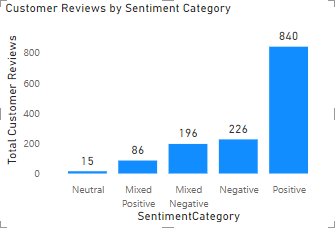 Customer Reviews by Sentiment Category
Total Customer Reviews
800
600
400
200
0
15
86
196
226
840
Neutral
Mixed
Positive
Mixed
Negative
Negative
Positive
SentimentCategory